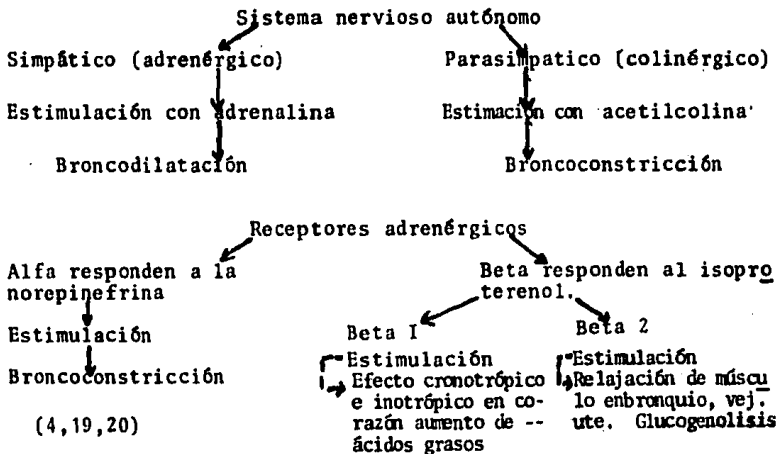 Sistema nervioso autónomo
Simpático (adrenérgico)
Parasimpatico (colinérgico)
Estimulación con adrenalina
Estimación con acetilcolina
Broncodilatación
Broncoconstricción
Receptores adrenérgicos
Alfa responden a la
norepinefrina
Beta responden al isopro
terenol.
Estimulación
Broncoconstricción
(4,19,20)
Beta I
Estimulación
Efecto cronotrópico
e inotrópico en co-
razón aumento de --
ácidos grasos
Beta 2
Estimulación
Relajación de múscu
lo enbronquio, vej.
ute. Glucogenolisis